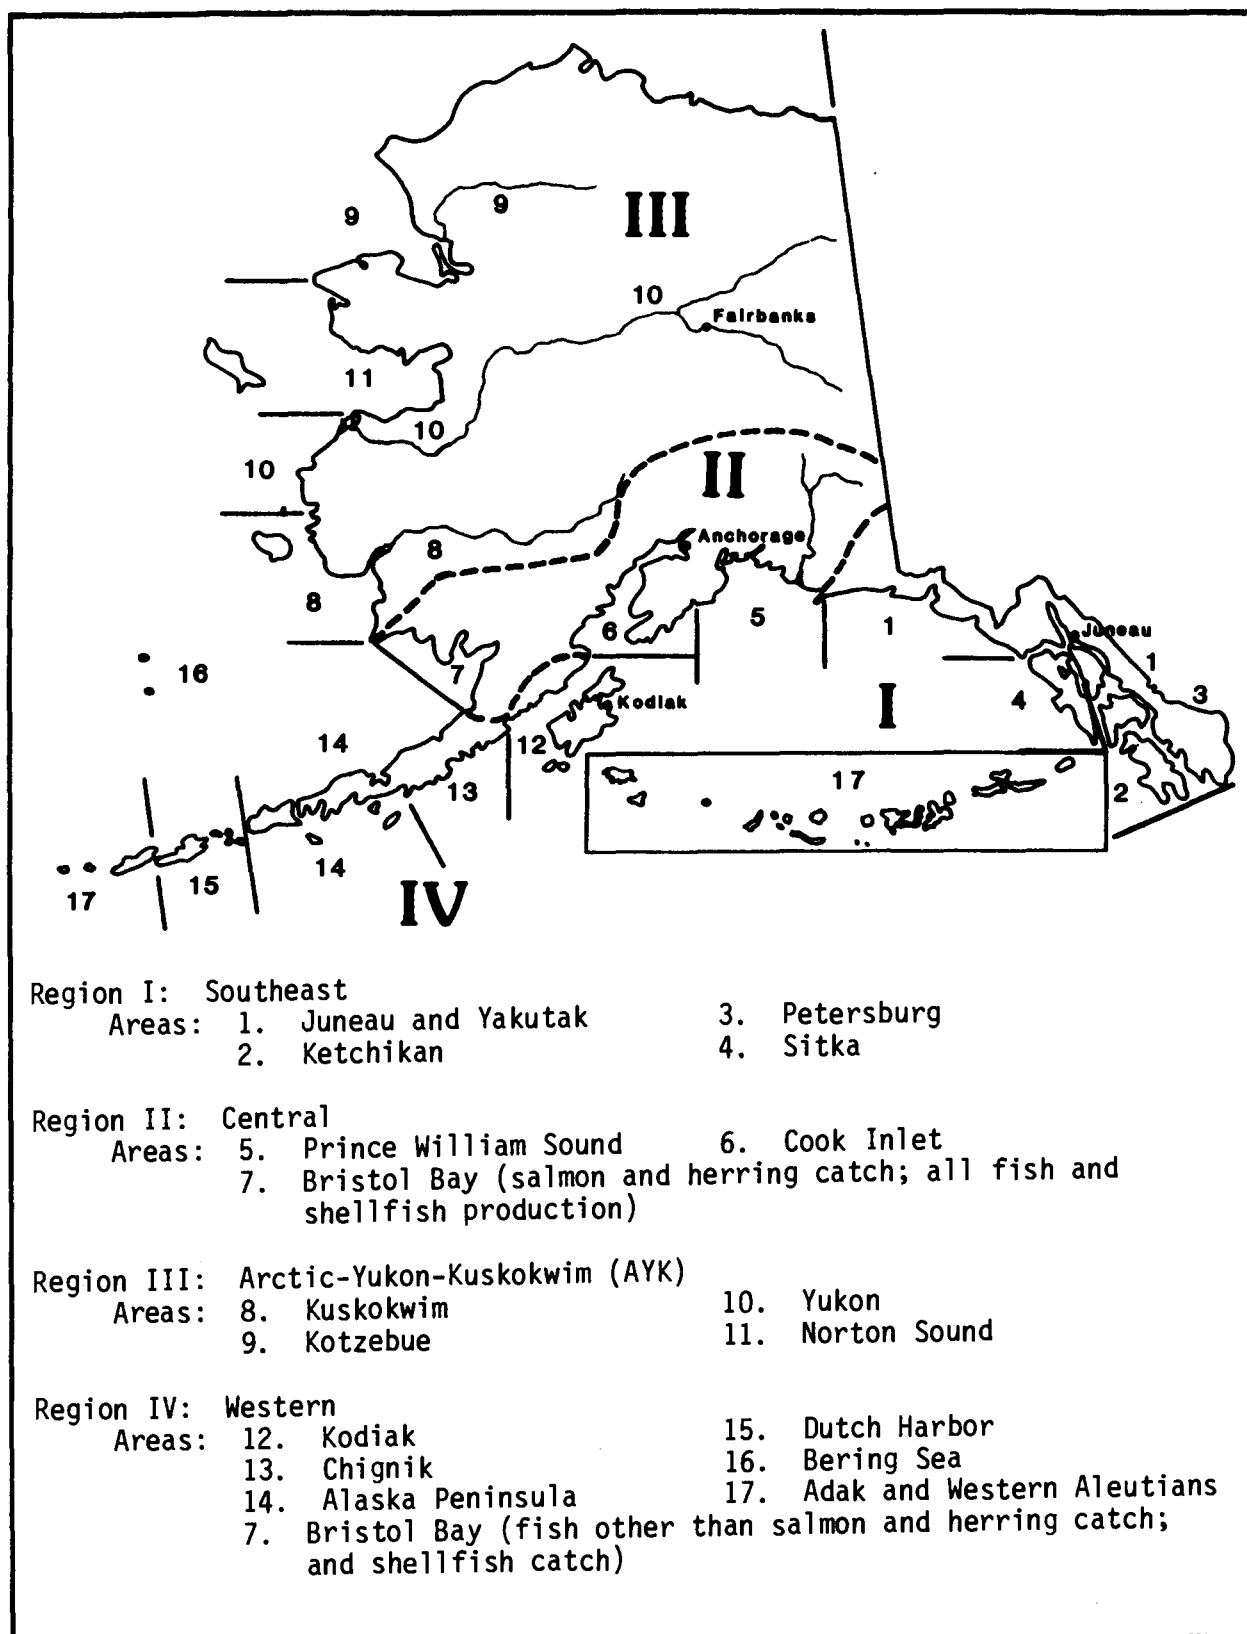 9
9
III
10
Fairbanks
11
10
10
II
Anchorage
8
8
6
5
1
Juneau
1
16
7
Kodiak
I
4
3
14
12
13
17
2
14
15
17
IV
Region I: Southeast
Areas: 1. Juneau and Yakutak 3. Petersburg
2. Ketchikan 4. Sitka
Region II: Central
Areas: 5. Prince William Sound 6. Cook Inlet
7. Bristol Bay (salmon and herring catch; all fish and
shellfish production)
Region III: Arctic-Yukon-Kuskokwim (AYK)
Areas: 8. Kuskokwim 10. Yukon
9. Kotzebue 11. Norton Sound
Region IV: Western
Areas: 12. Kodiak 15. Dutch Harbor
13. Chignik 16. Bering Sea
14. Alaska Peninsula 17. Adak and Western Aleutians
7. Bristol Bay (fish other than salmon and herring catch;
and shellfish catch)